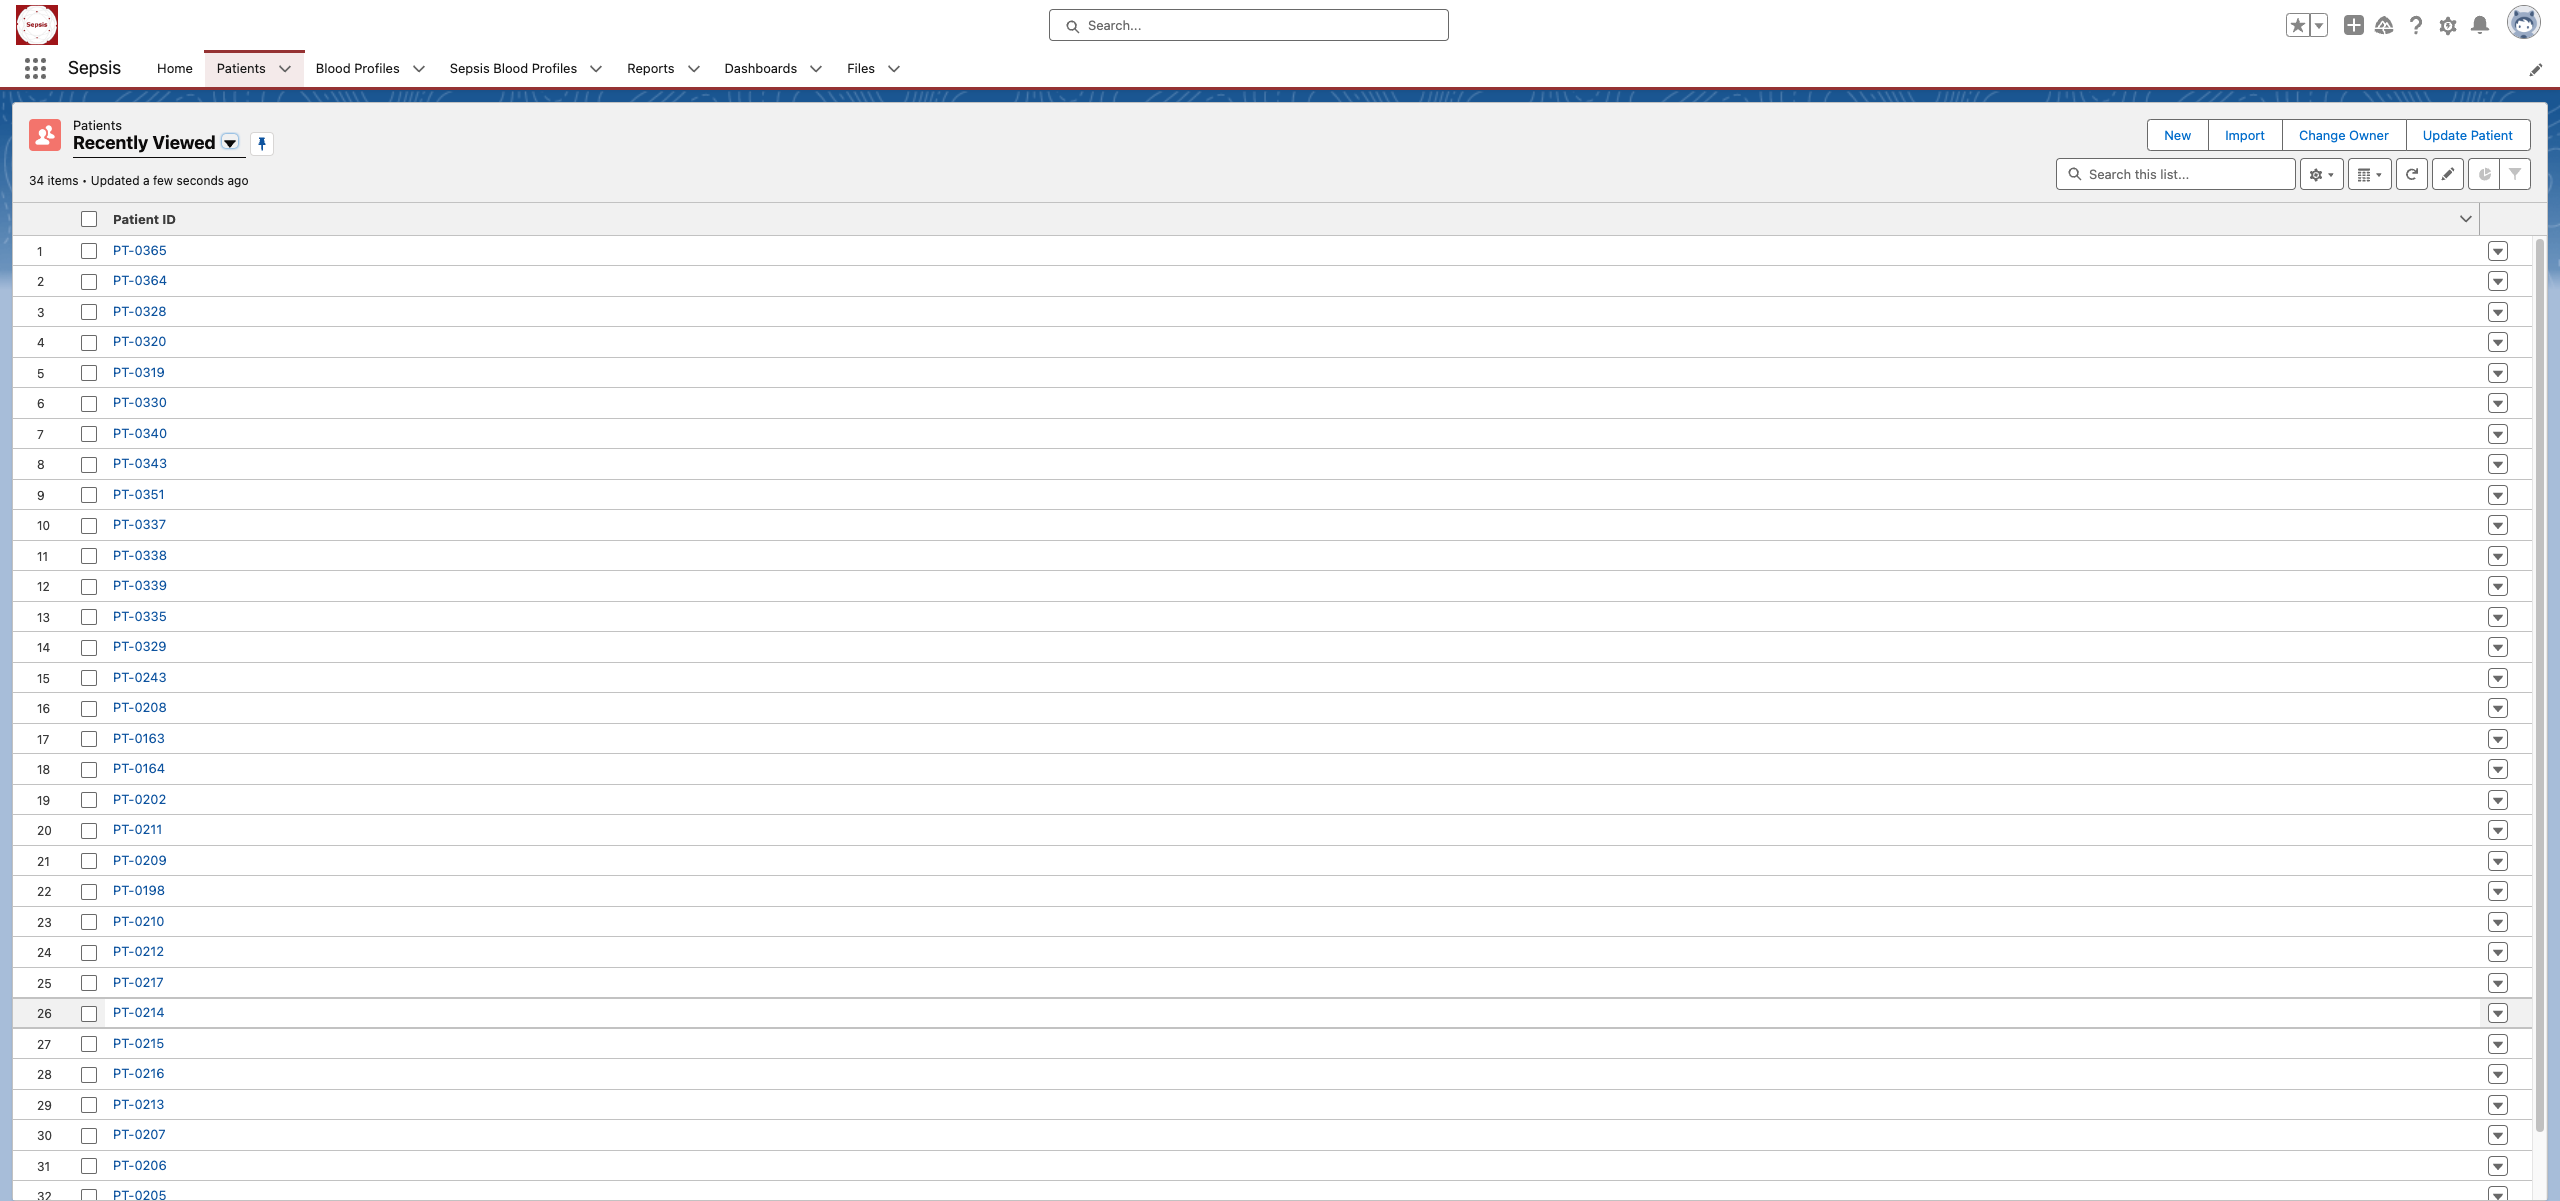 Sepsis
Search...
Sepsis
Home Patients Blood Profiles Sepsis Blood Profiles Reports Dashboards Files
Patients
Recently Viewed
New Import Change Owner Update Patient
34 items • Updated a few seconds ago
Search this list...
Patient ID
1 PT-0365
2 PT-0364
3 PT-0328
4 PT-0320
5 PT-0319
6 PT-0330
7 PT-0340
8 PT-0343
9 PT-0351
10 PT-0337
11 PT-0338
12 PT-0339
13 PT-0335
14 PT-0329
15 PT-0243
16 PT-0208
17 PT-0163
18 PT-0164
19 PT-0202
20 PT-0211
21 PT-0209
22 PT-0198
23 PT-0210
24 PT-0212
25 PT-0217
26 PT-0214
27 PT-0215
28 PT-0216
29 PT-0213
30 PT-0207
31 PT-0206
32 PT-0205